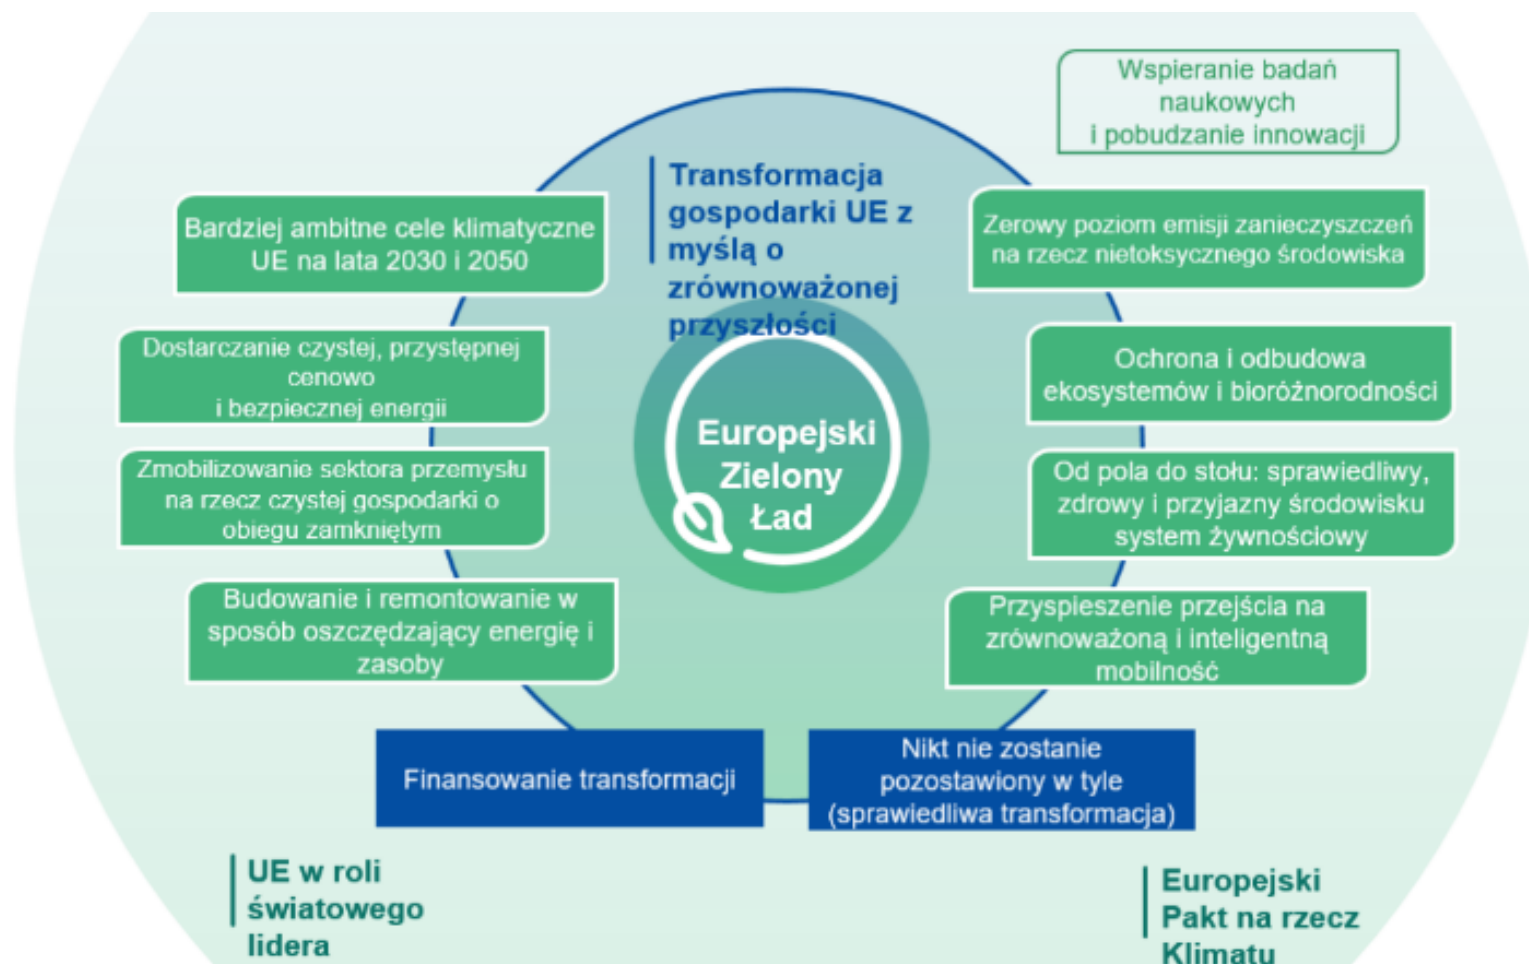 Wspieranie badań
naukowych
i pobudzanie innowacji
Transformacja
gospodarki UE z
myślą o
zrównoważonej
przyszłości
Bardziej ambitne cele klimatyczne
UE na lata 2030 i 2050
Zerowy poziom emisji zanieczyszczeń
na rzecz nietoksycznego środowiska
Dostarczanie czystej, przystępnej
cenowo
i bezpiecznej energii
Ochrona i odbudowa
ekosystemów i bioróżnorodności
Europejski
Zielony
Ład
Zmobilizowanie sektora przemysłu
na rzecz czystej gospodarki o
obiegu zamkniętym
Od pola do stołu: sprawiedliwy,
zdrowy i przyjazny środowisku
system żywnościowy
Budowanie i remontowanie w
sposób oszczędzający energię i
zasoby
Przyspieszenie przejścia na
zrównoważoną i inteligentną
mobilność
Finansowanie transformacji
Nikt nie zostanie
pozostawiony w tyle
(sprawiedliwa transformacja)
UE w roli
światowego
lidera
Europejski
Pakt na rzecz
Klimatu